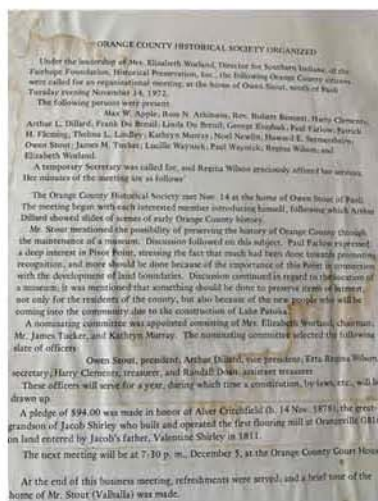 ORANGE COUNTY HISTORICAL SOCIETY ORGANIZED
Under the leadership of Mrs. Elizabeth Worland, Director for Southern Indiana, of the
Fairhope Foundation, Historical Preservation, Inc., the following Orange County citizens
were called for an organizational meeting, at the home of Owen Stout, south of Paoli
Tuesday evening November 14, 1972.
The following persons were present
Max W. Apple, Ross N. Atkinson, Rev. Robert Bennett, Harry Clements,
Arthur L. Dillard, Frank Du Breuil, Linda Du Breuil, George Paul Farlow, Patrick
H. Fleming, Thelma L. Lindley, Kathryn Murray, Noel Newlin, Howard E.
Owen Stout, James M. Tucker, Lucille Waynick, Paul Waynick, Regina Wilson; and
Elizabeth Worland.
A temporary Secretary was called for, and Regina Wilson graciously offered her services.
Her minutes of the meeting are as follows
The Orange County Historical Society met Nov. 14 at the home of Owen Stout of Paoli.
The meeting began with each interested member introducing himself, following which Arthur
Dillard showed slides of scenes of early Orange County history.
Mr. Stout mentioned the possibility of preserving the history of Orange County through
the maintenance of a museum. Discussion followed on this subject. Paul Farlow expressed
a deep interest in Pivot Point, stressing the fact that much had been done towards promoting
recognition, and more should be done because of the importance of this Point in connection
with the development of land boundaries. Discussion continued in regard to the location of
a museum; it was mentioned that something should be done to preserve items of interest,
not only for the residents of the county, but also because of the new people who will be
coming into the community due to the construction of Lake Patoka.
A nominating committee was appointed consisting of Mrs. Elizabeth Worland, chairman,
Mr. James Tucker, and Kathryn Murray. The nominating committee selected the following
slate of officers
Owen Stout, president, Arthur Dillard, vice president, Etta Regina Wilson,
secretary, Harry Clements, treasurer, and Randall Doan, assistant treasurer
These officers will serve for a year, during which time a constitution, by-laws, etc., will be
drawn up.
A pledge of $94.00 was made in honor of Alver Critchfield (b. 14 Nov. 1878), the great-
grandson of Jacob Shirley who built and operated the first flouring mill at Orangeville
on land entered by Jacob's father, Valentine Shirley in 1811.
The next meeting will be at 7:30 p. m., December 5, at the Orange County Court House
At the end of this business meeting, refreshments were served, and a brief tour of the
home of Mr. Stout (Valhalla) was made.